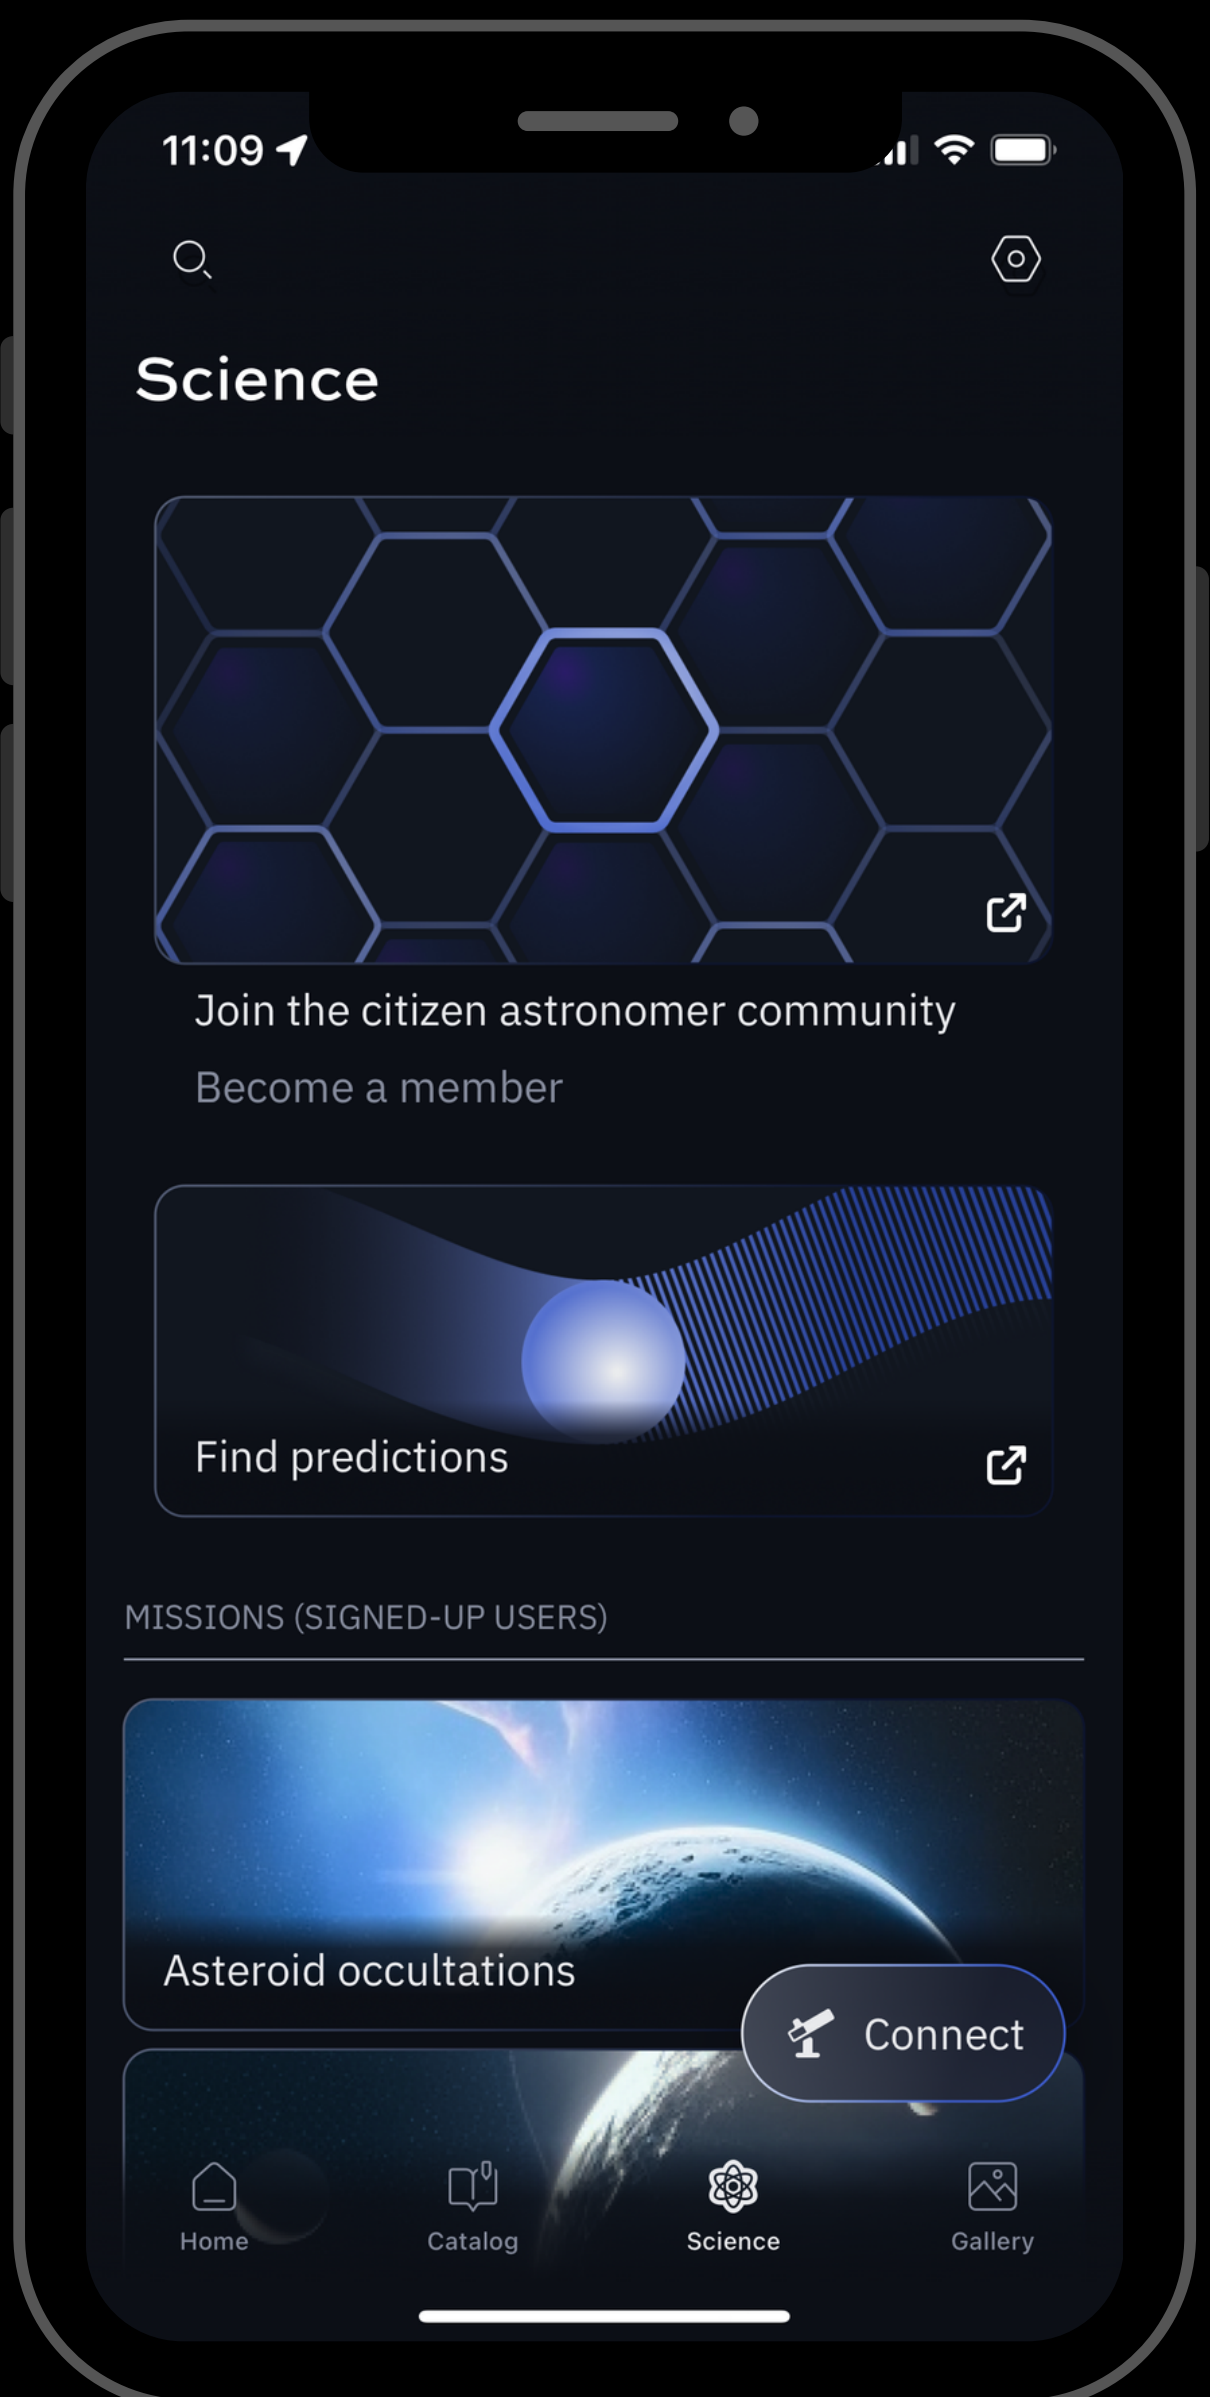 11:09
Science
Join the citizen astronomer community
Become a member
Find predictions
MISSIONS (SIGNED-UP USERS)
Asteroid occultations
Connect
Home
Catalog
Science
Gallery